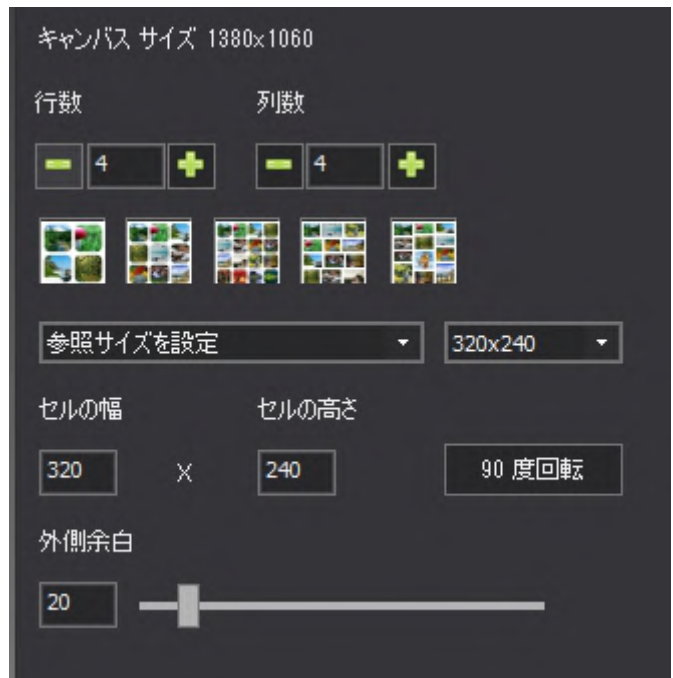 キャンバス サイズ 1380x1060
行数 列数
4 4
参照サイズを設定 320x240
セルの幅 セルの高さ
320 X 240 90 度回転
外側余白
20